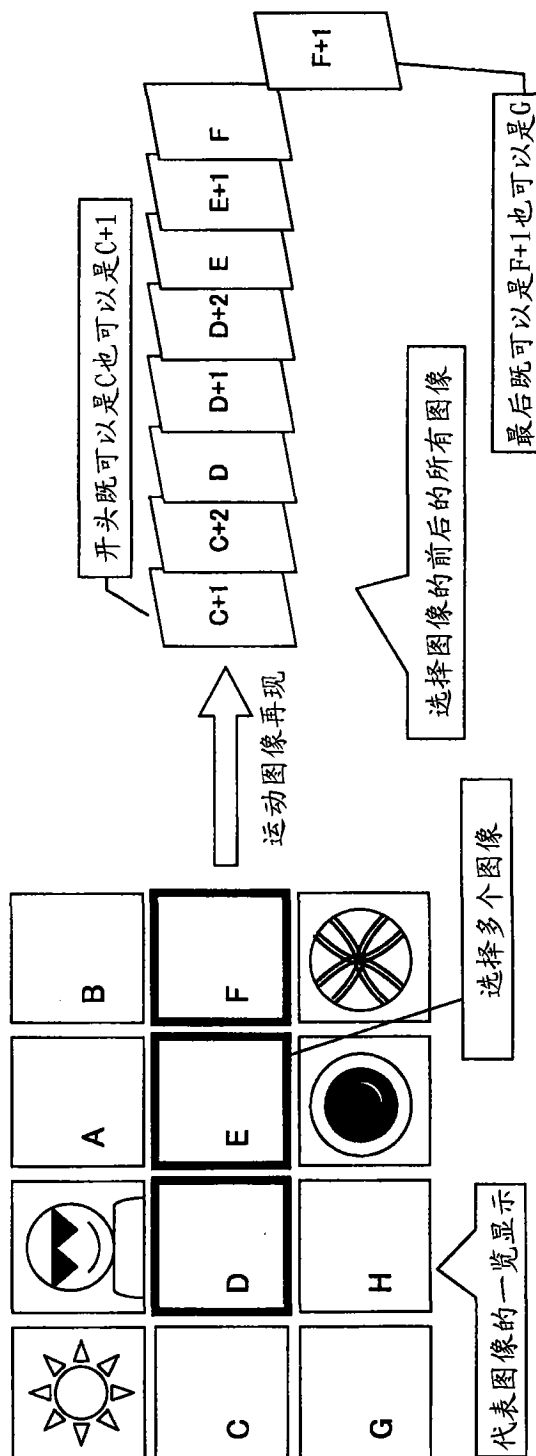 A
B
C
D
E
F
G
H
代表图像的一览显示
选择多个图像
运动图像再现
开头既可以是C也可以是C+1
C+1
C+2
D
D+1
D+2
E
E+1
F
F+1
选择图像的前后的所有图像
最后既可以是F+1也可以是G